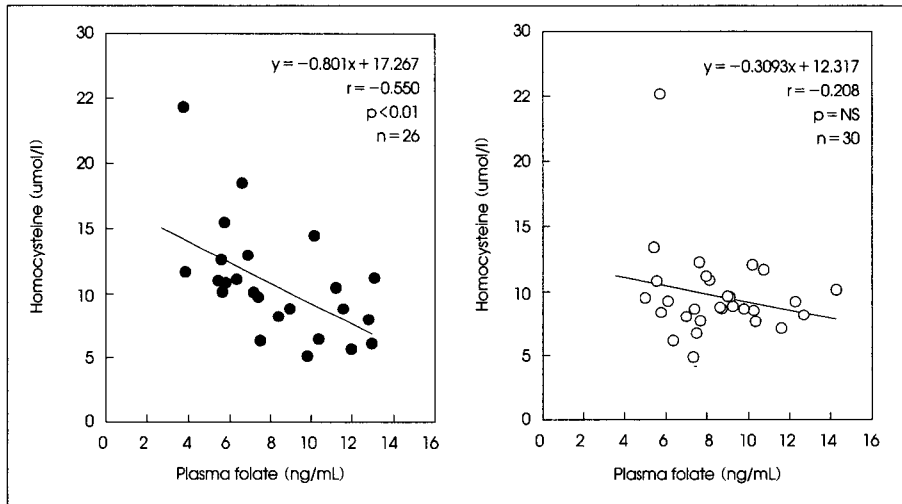 30
22
20
15
10
5
0
Homocysteine (umol/l)
y = −0.801x + 17.267
r = −0.550
p<0.01
n = 26
0 2 4 6 8 10 12 14 16
Plasma folate (ng/mL)
30
22
20
15
10
5
0
Homocysteine (umol/l)
y = −0.3093x + 12.317
r = −0.208
p = NS
n = 30
0 2 4 6 8 10 12 14 16
Plasma folate (ng/mL)